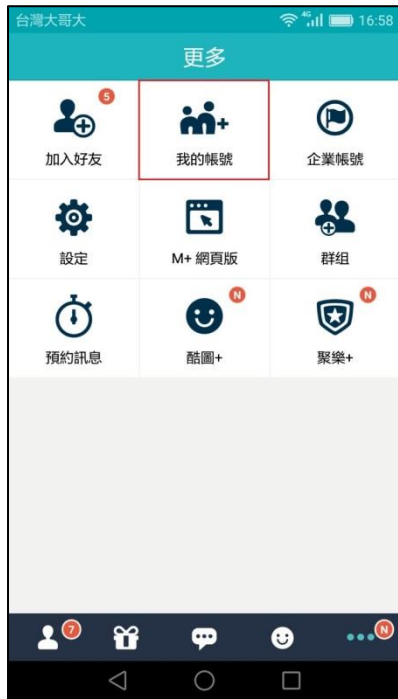 台灣大哥大 4G 16:58
更多
5
加入好友 我的帳號 企業帳號
設定 M+ 網頁版 群組
N N
預約訊息 酷圖+ 聚樂+
7 N